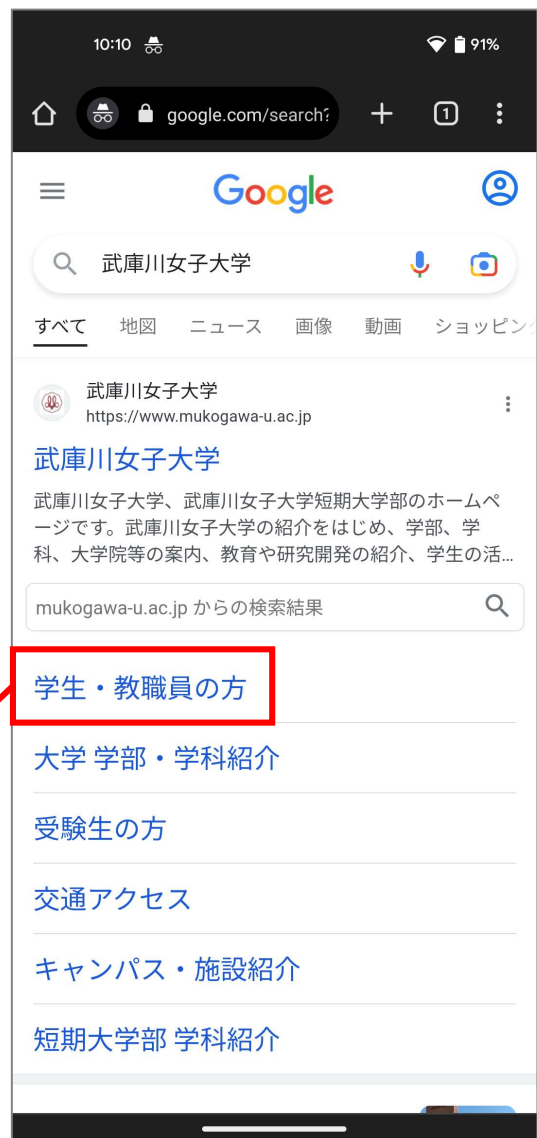 10:10 91%
google.com/search? 1
Google
武庫川女子大学
すべて 地図 ニュース 画像 動画 ショッピン
武庫川女子大学
https://www.mukogawa-u.ac.jp
武庫川女子大学
武庫川女子大学、武庫川女子大学短期大学部のホームペ
ージです。武庫川女子大学の紹介をはじめ、学部、学
科、大学院等の案内、教育や研究開発の紹介、学生の活...
mukogawa-u.ac.jp からの検索結果
学生・教職員の方
大学 学部・学科紹介
受験生の方
交通アクセス
キャンパス・施設紹介
短期大学部 学科紹介